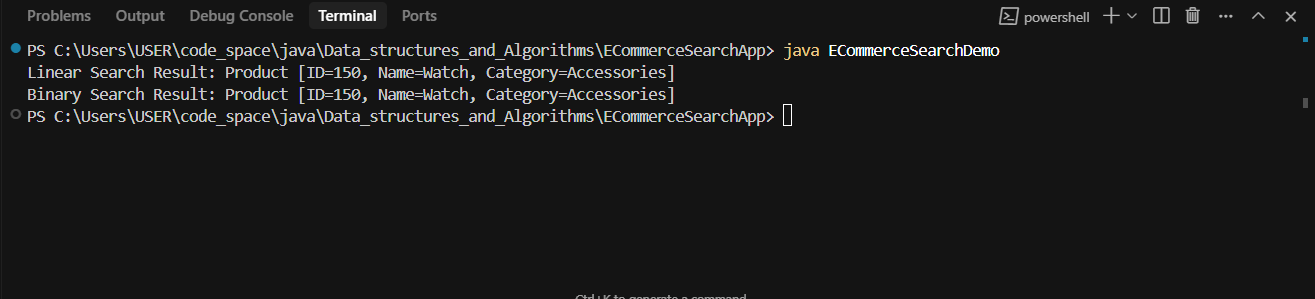 Problems Output Debug Console Terminal Ports powershell
PS C:\Users\USER\code_space\java\Data_structures_and_Algorithms\ECommerceSearchApp> java ECommerceSearchDemo
Linear Search Result: Product [ID=150, Name=Watch, Category=Accessories]
Binary Search Result: Product [ID=150, Name=Watch, Category=Accessories]
PS C:\Users\USER\code_space\java\Data_structures_and_Algorithms\ECommerceSearchApp>
Ctrl+K to generate a command